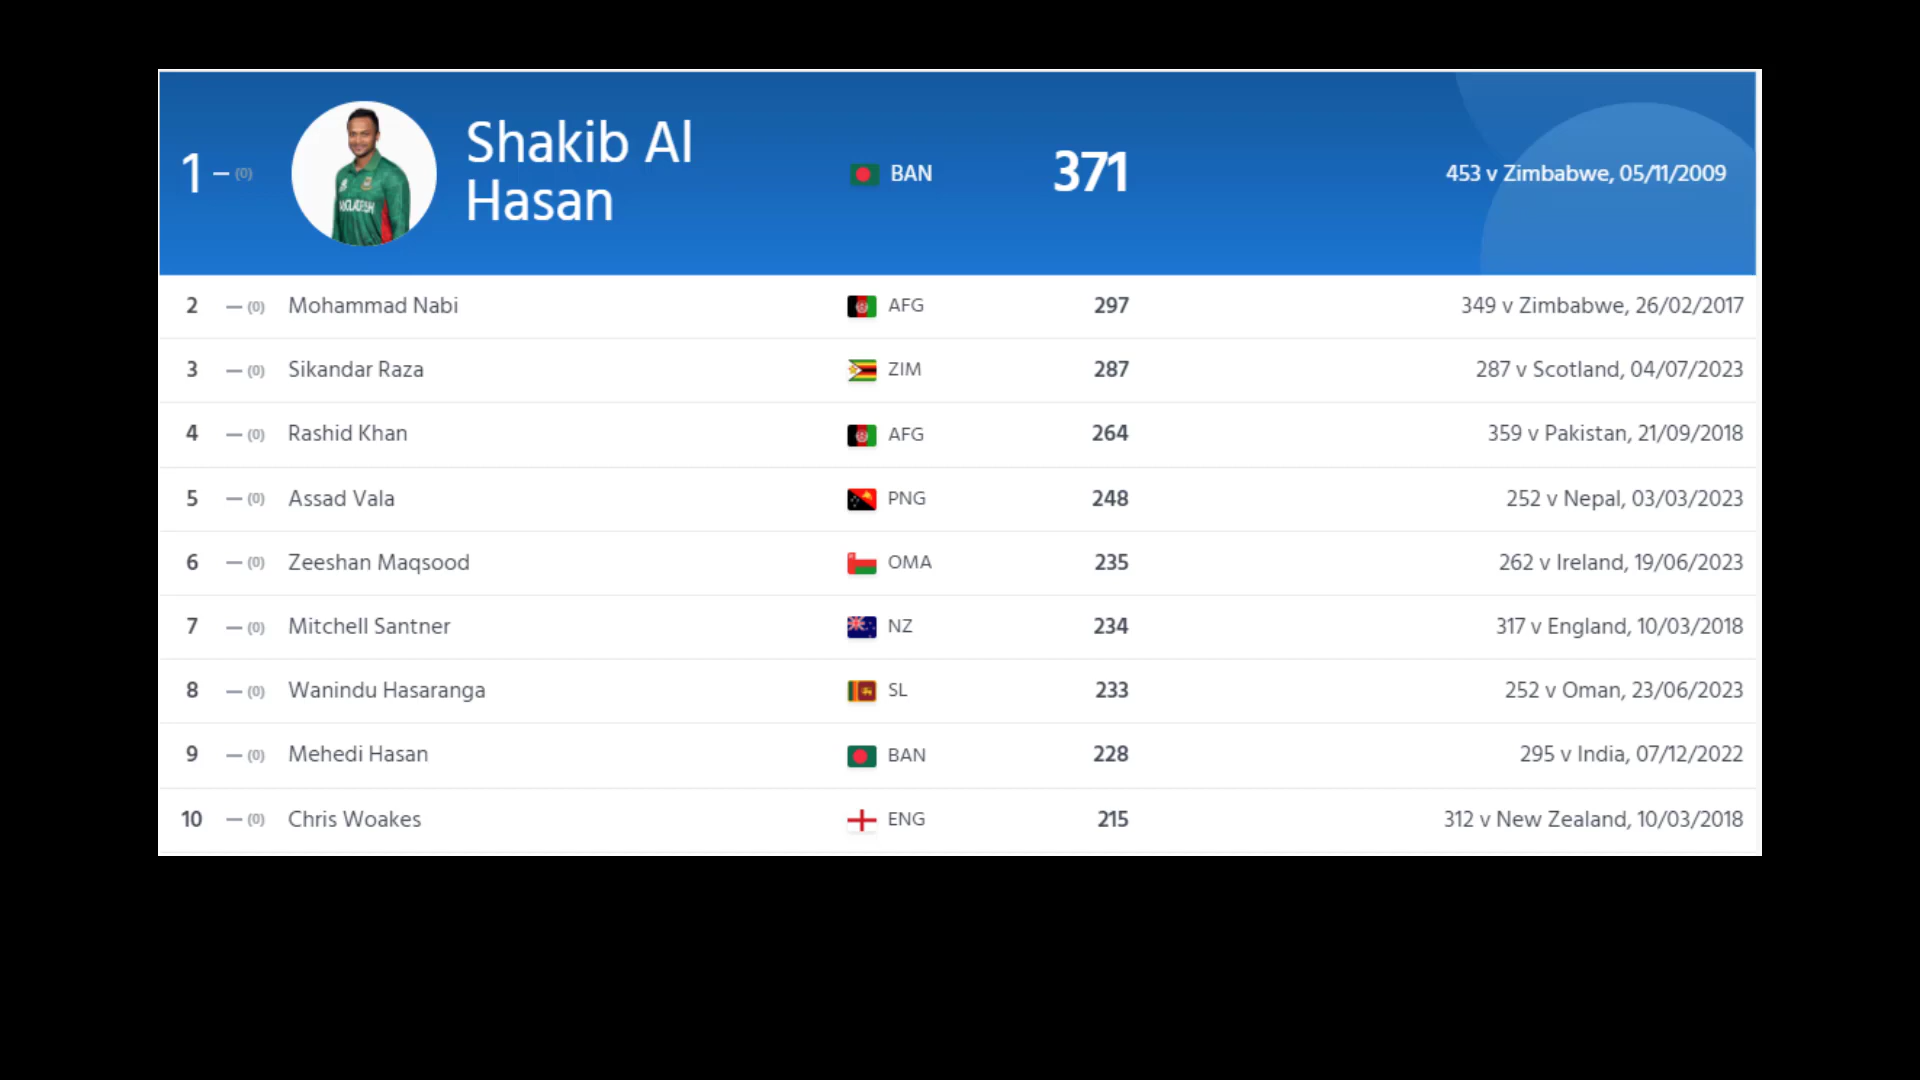 1 – (0) Shakib Al Hasan BAN 371 453 v Zimbabwe, 05/11/2009
BANGLADESH
2 — (0) Mohammad Nabi AFG 297 349 v Zimbabwe, 26/02/2017
3 — (0) Sikandar Raza ZIM 287 287 v Scotland, 04/07/2023
4 — (0) Rashid Khan AFG 264 359 v Pakistan, 21/09/2018
5 — (0) Assad Vala PNG 248 252 v Nepal, 03/03/2023
6 — (0) Zeeshan Maqsood OMA 235 262 v Ireland, 19/06/2023
7 — (0) Mitchell Santner NZ 234 317 v England, 10/03/2018
8 — (0) Wanindu Hasaranga SL 233 252 v Oman, 23/06/2023
9 — (0) Mehedi Hasan BAN 228 295 v India, 07/12/2022
10 — (0) Chris Woakes ENG 215 312 v New Zealand, 10/03/2018